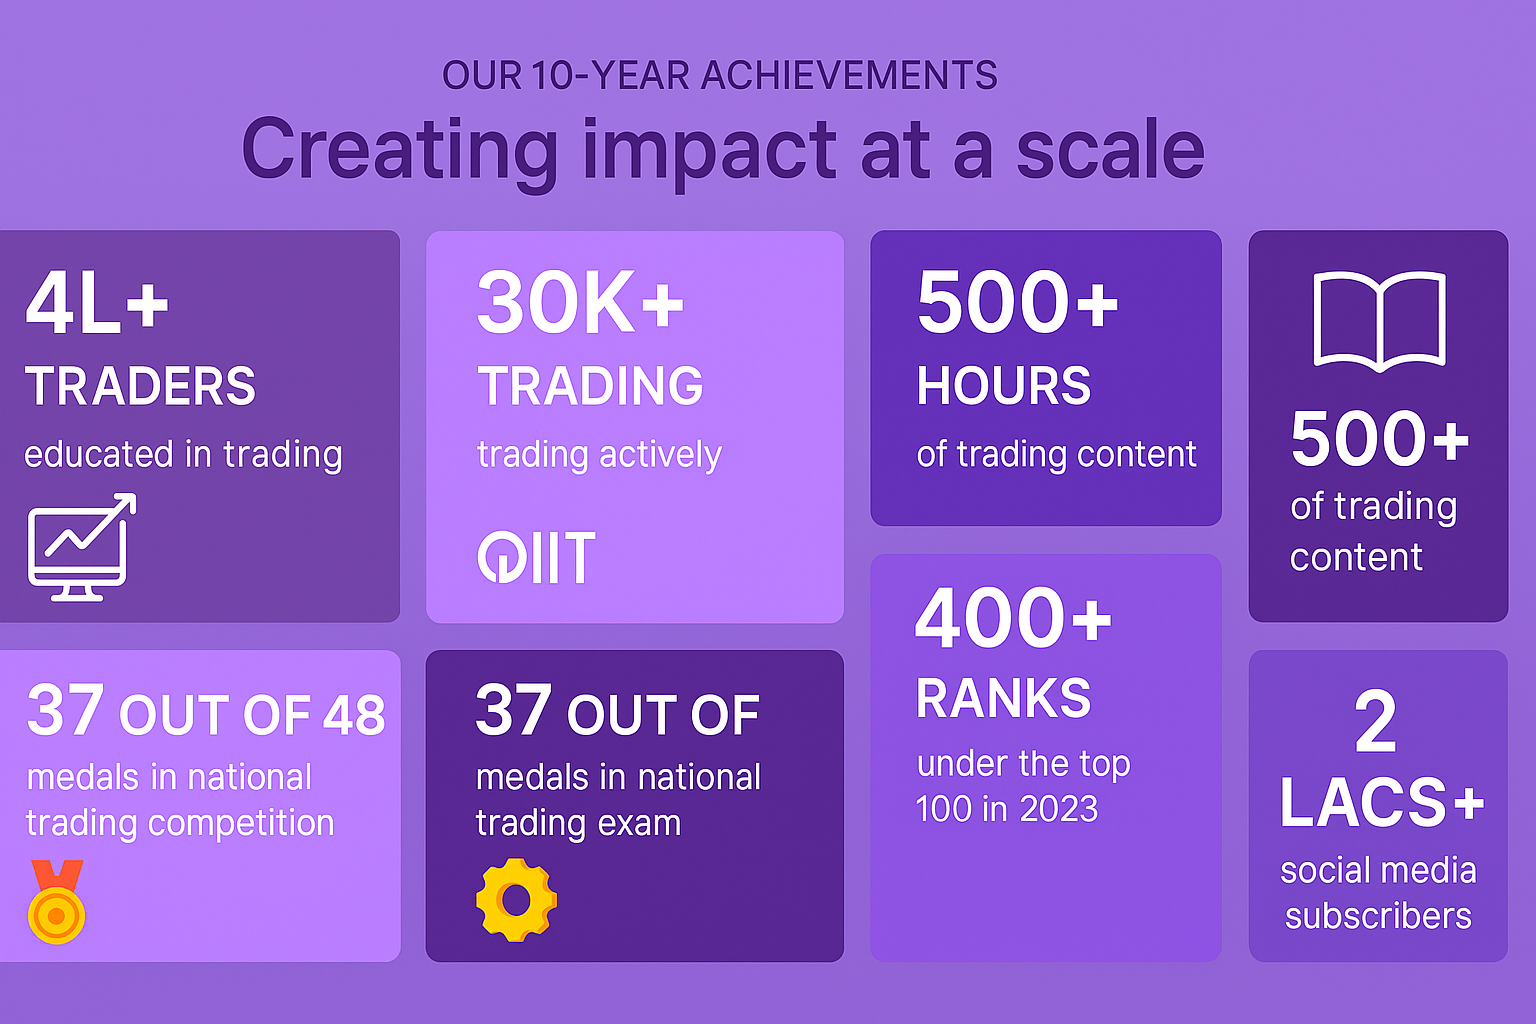 OUR 10-YEAR ACHIEVEMENTS
Creating impact at a scale
4L+
TRADERS
educated in trading
30K+
TRADING
trading actively
QIIT
500+
HOURS
of trading content
500+
of trading
content
37 OUT OF 48
medals in national
trading competition
37 OUT OF
medals in national
trading exam
400+
RANKS
under the top
100 in 2023
2
LACS+
social media
subscribers